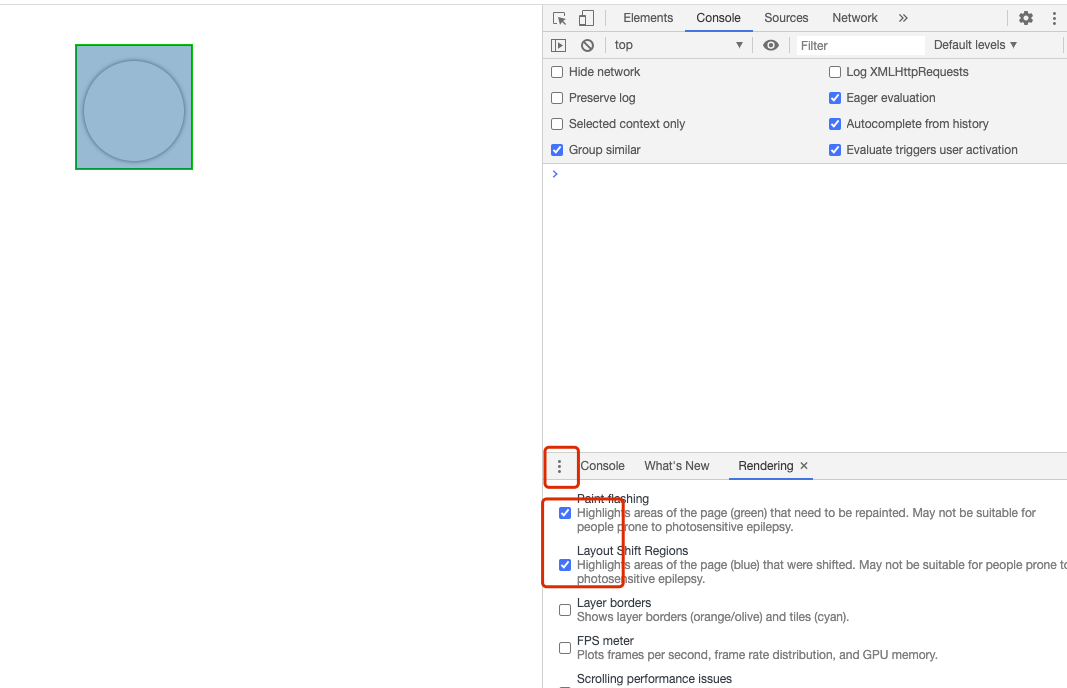 Elements Console Sources Network »
top ▼ Filter Default levels ▼
Hide network Log XMLHttpRequests
Preserve log Eager evaluation
Selected context only Autocomplete from history
Group similar Evaluate triggers user activation
Console What's New Rendering ×
Paint flashing
Highlights areas of the page (green) that need to be repainted. May not be suitable for
people prone to photosensitive epilepsy.
Layout Shift Regions
Highlights areas of the page (blue) that were shifted. May not be suitable for people prone to
photosensitive epilepsy.
Layer borders
Shows layer borders (orange/olive) and tiles (cyan).
FPS meter
Plots frames per second, frame rate distribution, and GPU memory.
Scrolling performance issues